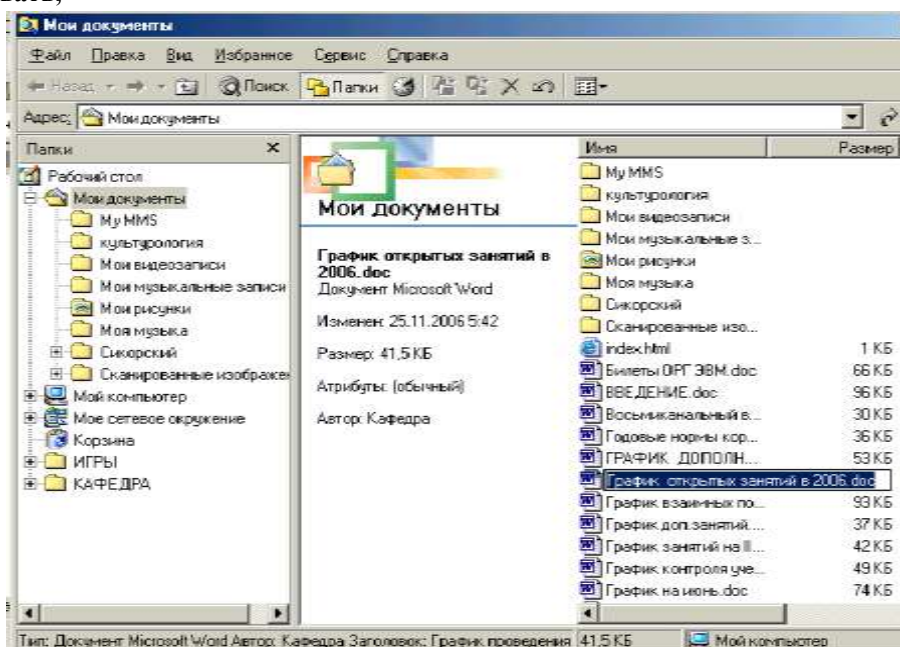 Мои документы
Файл Правка Вид Избранное Сервис Справка
Назад Поиск Папки
Адрес: Мои документы
Папки
Рабочий стол
Мои документы
My MMS
культурология
Мои видеозаписи
Мои музыкальные записи
Мои рисунки
Моя музыка
Сикорский
Сканированные изображен
Мой компьютер
Мое сетевое окружение
Корзина
ИГРЫ
КАФЕДРА
Мои документы
График открытых занятий в
2006.doc
Документ Microsoft Word
Изменен: 25.11.2006 5:42
Размер: 41,5 КБ
Атрибуты: (обычный)
Автор: Кафедра
Имя Размер
My MMS
культурология
Мои видеозаписи
Мои музыкальные з...
Мои рисунки
Моя музыка
Сикорский
Сканированные изо...
index.html 1 КБ
Билеты ОРГ ЭВМ.doc 66 КБ
ВВЕДЕНИЕ.doc 96 КБ
Восьмиканальный в... 30 КБ
Годовые нормы кор... 36 КБ
ГРАФИК ДОПОЛН... 53 КБ
График открытых занятий в 2006.doc
График взаимных по... 93 КБ
График доп.занятий.... 37 КБ
График занятий на II... 42 КБ
График контроля уче... 49 КБ
График на июнь.doc 74 КБ
Тип: Документ Microsoft Word Автор: Кафедра Заголовок: График проведения 41,5 КБ Мой компьютер